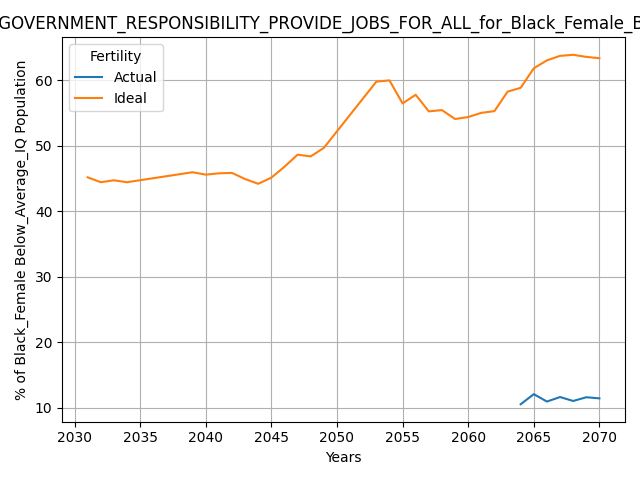 GOVERNMENT_RESPONSIBILITY_PROVIDE_JOBS_FOR_ALL_for_Black_Female_B
Fertility
Actual
Ideal
% of Black_Female Below_Average_IQ Population
60
50
40
30
20
10
2030 2035 2040 2045 2050 2055 2060 2065 2070
Years